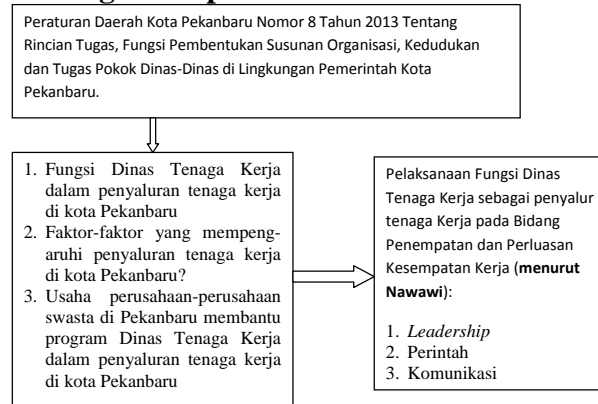 Peraturan Daerah Kota Pekanbaru Nomor 8 Tahun 2013 Tentang
Rincian Tugas, Fungsi Pembentukan Susunan Organisasi, Kedudukan
dan Tugas Pokok Dinas-Dinas di Lingkungan Pemerintah Kota
Pekanbaru.
1. Fungsi Dinas Tenaga Kerja
dalam penyaluran tenaga kerja
di kota Pekanbaru
2. Faktor-faktor yang mempeng-
aruhi penyaluran tenaga kerja
di kota Pekanbaru?
3. Usaha perusahaan-perusahaan
swasta di Pekanbaru membantu
program Dinas Tenaga Kerja
dalam penyaluran tenaga kerja
di kota Pekanbaru
Pelaksanaan Fungsi Dinas
Tenaga Kerja sebagai penyalur
tenaga Kerja pada Bidang
Penempatan dan Perluasan
Kesempatan Kerja (menurut
Nawawi):
1. Leadership
2. Perintah
3. Komunikasi